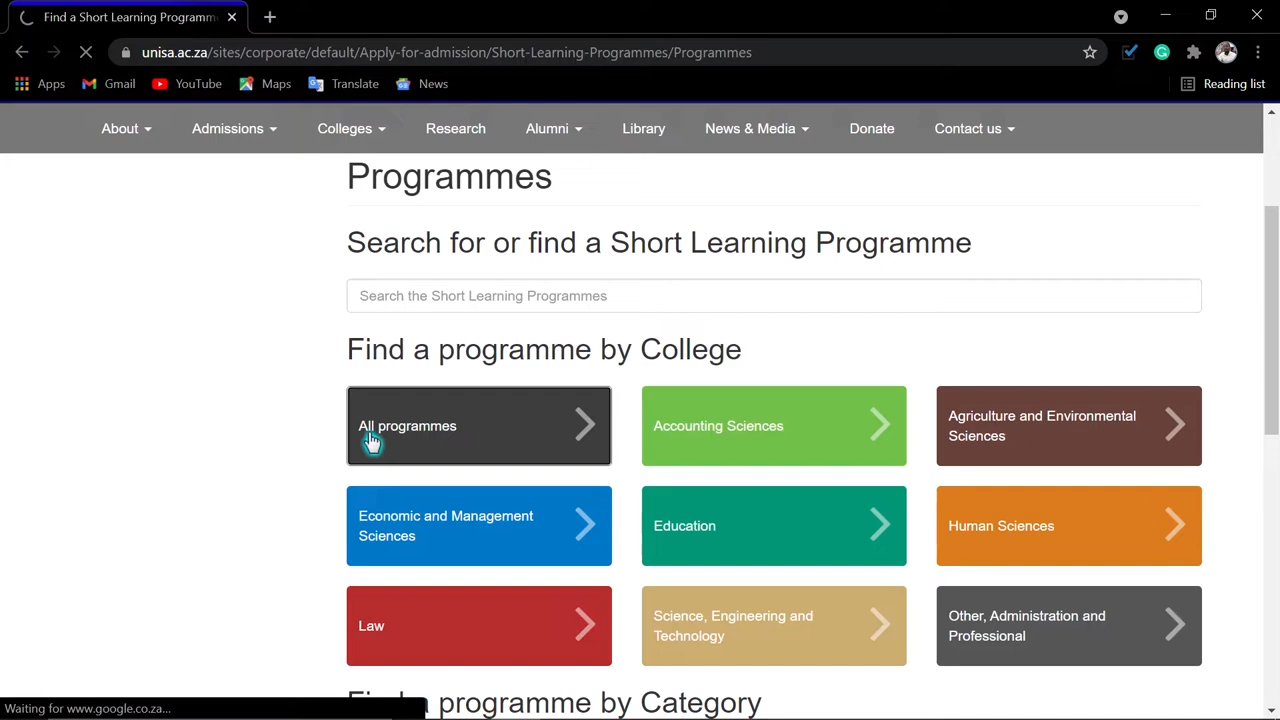 Find a Short Learning Programm
unisa.ac.za/sites/corporate/default/Apply-for-admission/Short-Learning-Programmes/Programmes
Apps Gmail YouTube Maps Translate News Reading list
About Admissions Colleges Research Alumni Library News & Media Donate Contact us
Programmes
Search for or find a Short Learning Programme
Search the Short Learning Programmes
Find a programme by College
All programmes
Accounting Sciences
Agriculture and Environmental
Sciences
Economic and Management
Sciences
Education
Human Sciences
Law
Science, Engineering and
Technology
Other, Administration and
Professional
Find a programme by Category
Waiting for www.google.co.za...